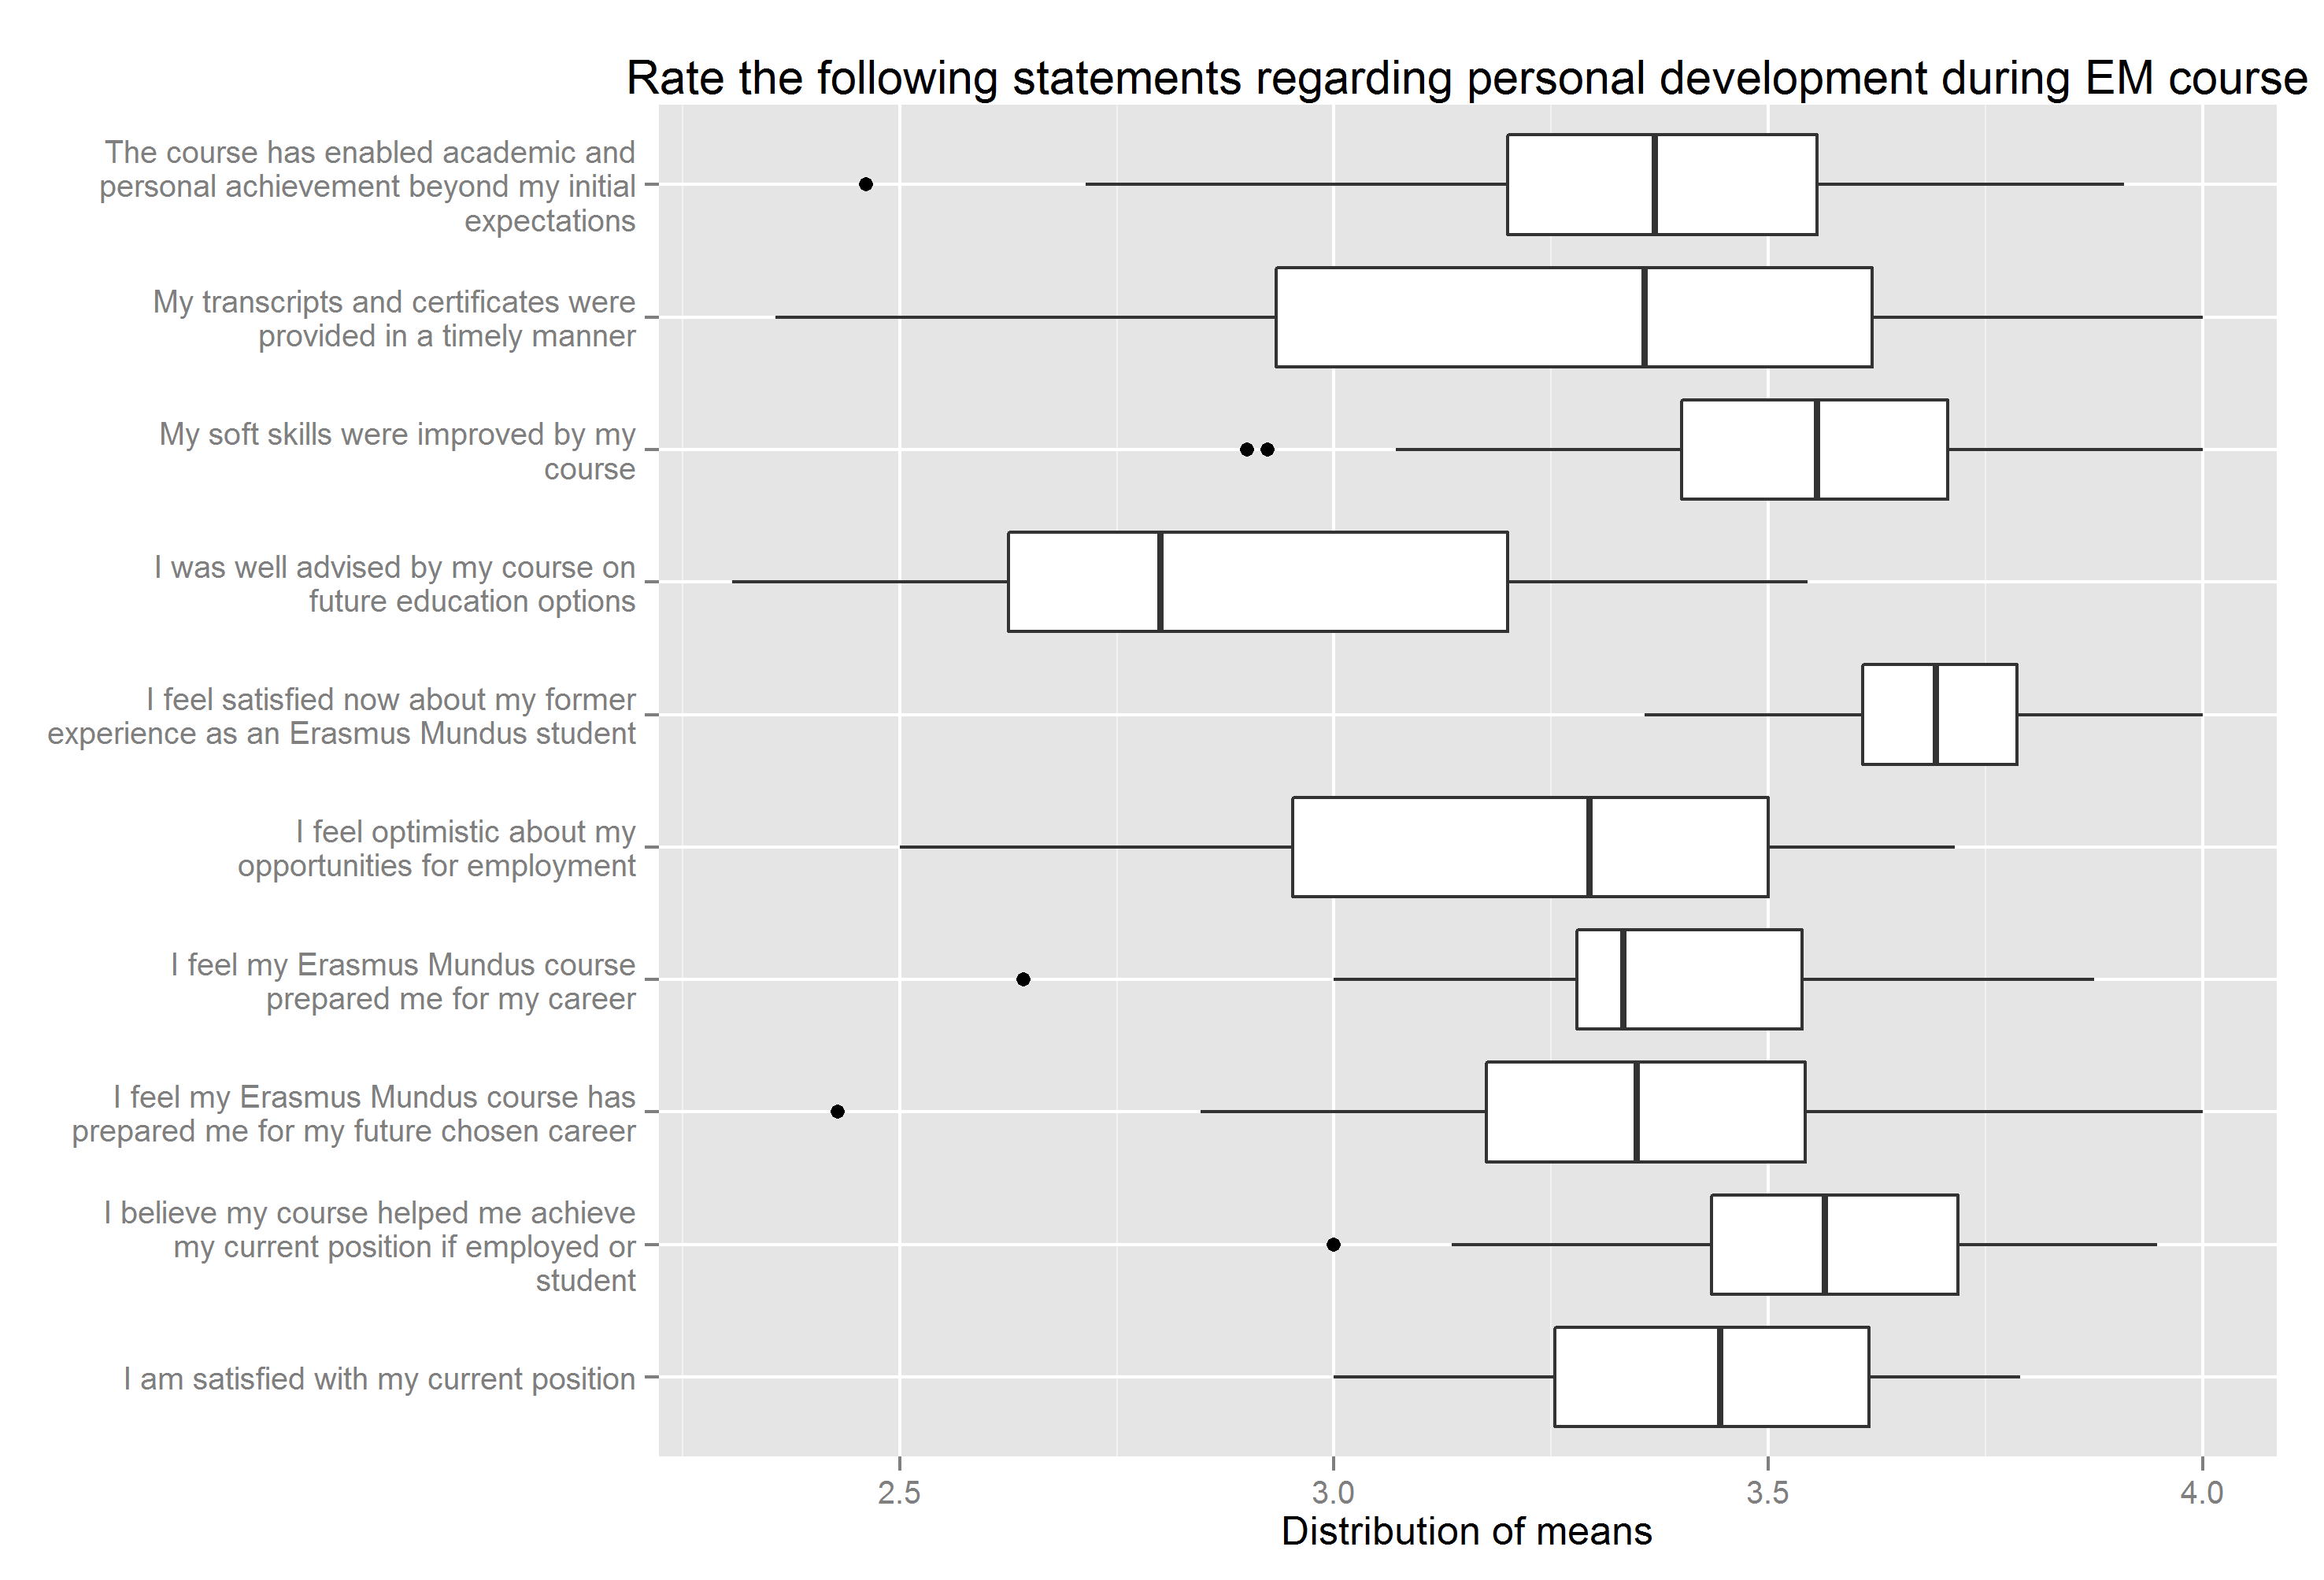 Rate the following statements regarding personal development during EM course
The course has enabled academic and
personal achievement beyond my initial
expectations
My transcripts and certificates were
provided in a timely manner
My soft skills were improved by my
course
I was well advised by my course on
future education options
I feel satisfied now about my former
experience as an Erasmus Mundus student
I feel optimistic about my
opportunities for employment
I feel my Erasmus Mundus course
prepared me for my career
I feel my Erasmus Mundus course has
prepared me for my future chosen career
I believe my course helped me achieve
my current position if employed or
student
I am satisfied with my current position
2.5 3.0 3.5 4.0
Distribution of means